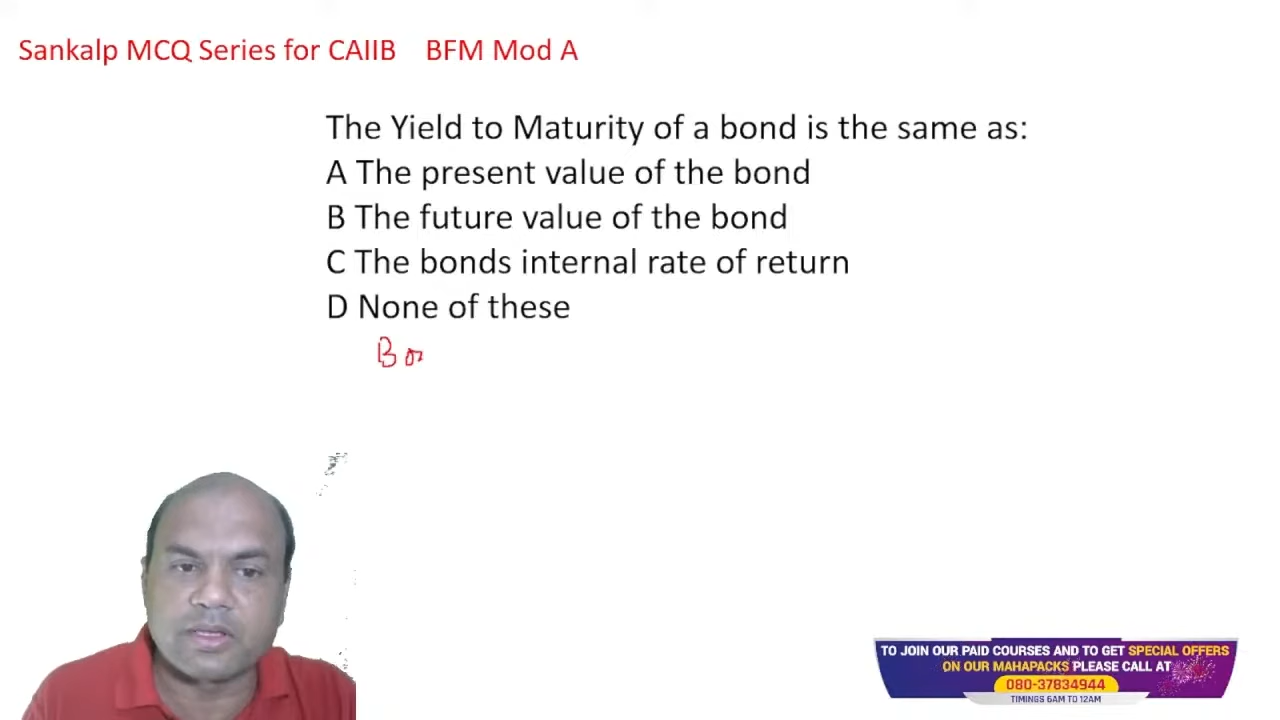 Sankalp MCQ Series for CAIIB BFM Mod A
The Yield to Maturity of a bond is the same as:
A The present value of the bond
B The future value of the bond
C The bonds internal rate of return
D None of these
TO JOIN OUR PAID COURSES AND TO GET SPECIAL OFFERS
ON OUR MAHAPACKS PLEASE CALL AT
080-37834944
TIMINGS 6AM TO 12AM